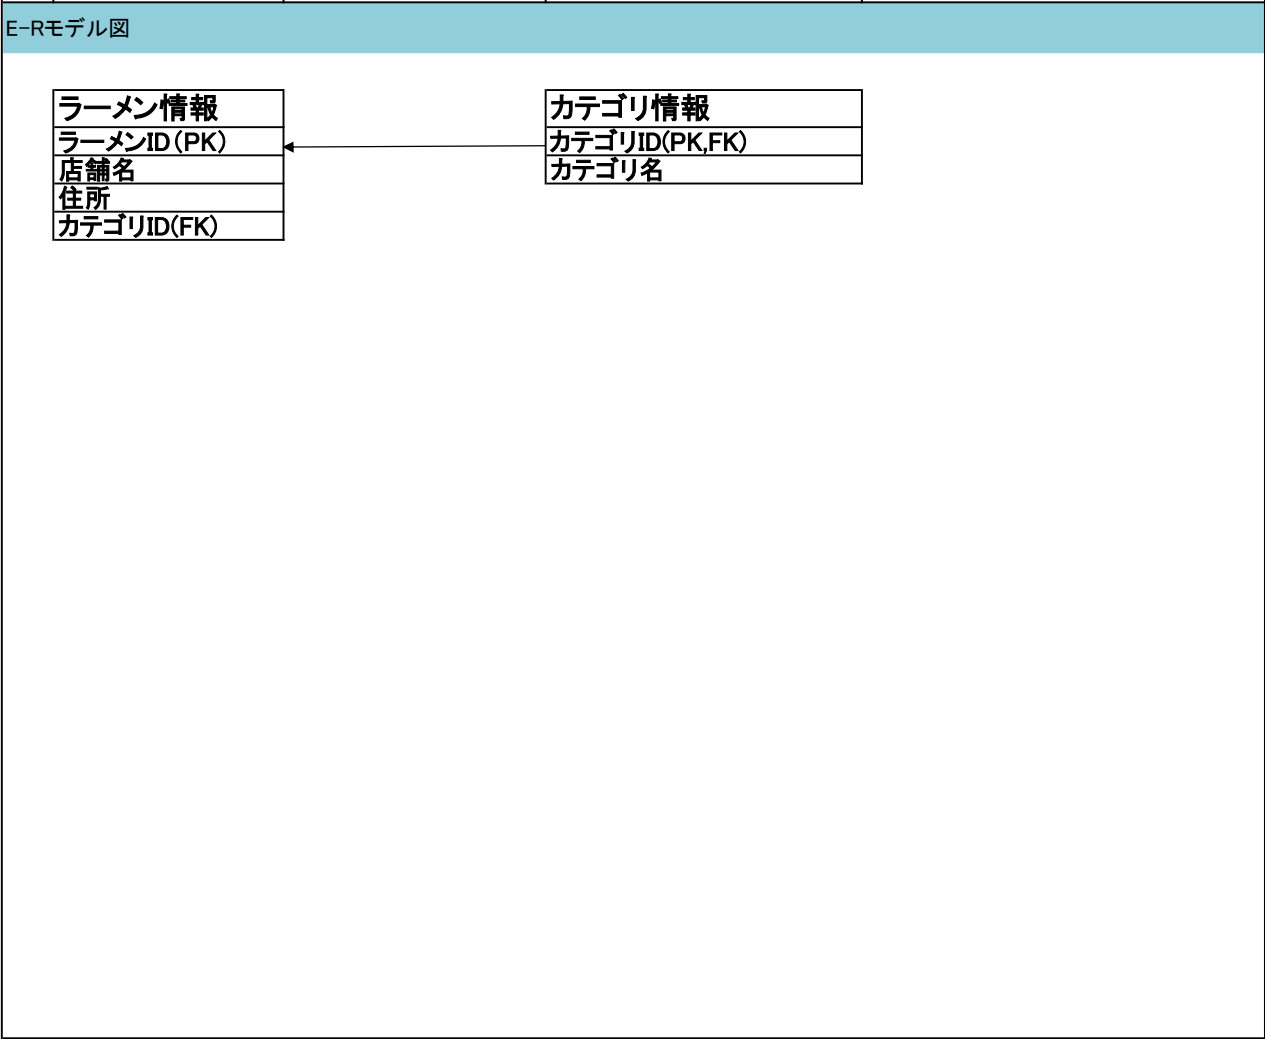 E-Rモデル図
ラーメン情報
ラーメンID(PK)
店舗名
住所
カテゴリID(FK)
カテゴリ情報
カテゴリID(PK,FK)
カテゴリ名